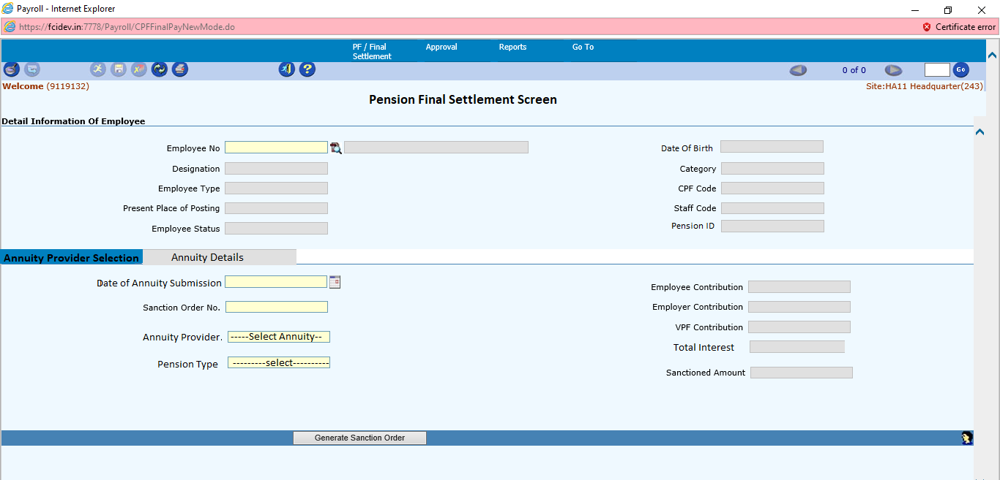 Payroll - Internet Explorer
https://fcidev.in:7778/Payroll/CPFFinalPayNewMode.do Certificate error
PF / Final Settlement Approval Reports Go To
? 0 of 0 Go
Welcome (9119132) Site:HA11 Headquarter(243)
Pension Final Settlement Screen
Detail Information Of Employee
Employee No Date Of Birth
Designation Category
Employee Type CPF Code
Present Place of Posting Staff Code
Employee Status Pension ID
Annuity Provider Selection Annuity Details
Date of Annuity Submission Employee Contribution
Sanction Order No. Employer Contribution
VPF Contribution
Annuity Provider. -----Select Annuity-- Total Interest
Pension Type ---------select---------- Sanctioned Amount
Generate Sanction Order